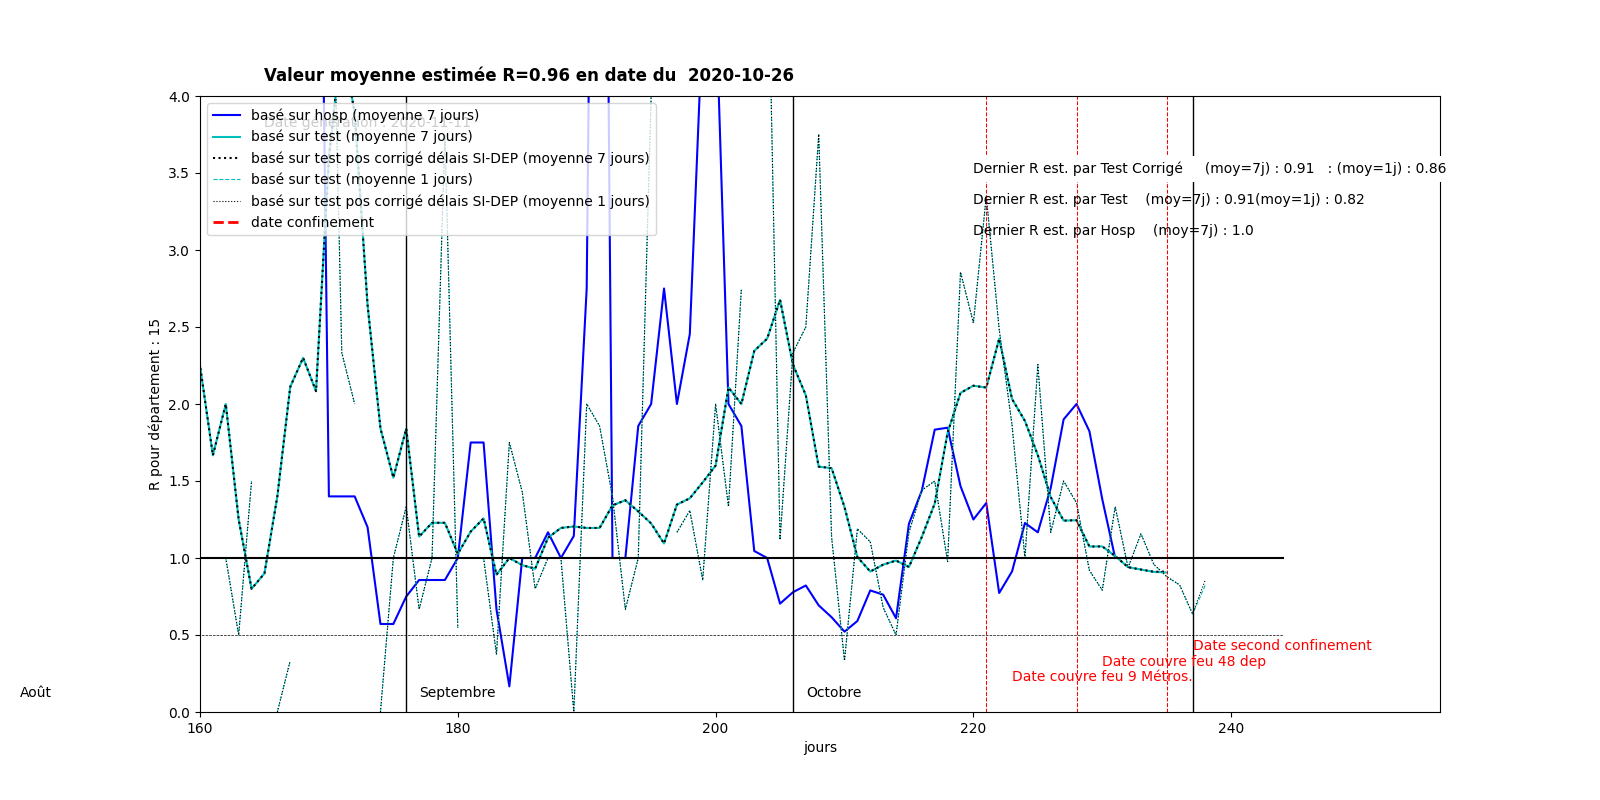 Valeur moyenne estimée R=0.96 en date du  2020-10-26
Date génération : 2020-11-11
basé sur hosp (moyenne 7 jours)
basé sur test (moyenne 7 jours)
basé sur test pos corrigé délais SI-DEP (moyenne 7 jours)
basé sur test (moyenne 1 jours)
basé sur test pos corrigé délais SI-DEP (moyenne 1 jours)
date confinement
Dernier R est. par Test Corrigé     (moy=7j) : 0.91   : (moy=1j) : 0.86
Dernier R est. par Test    (moy=7j) : 0.91(moy=1j) : 0.82
Dernier R est. par Hosp    (moy=7j) : 1.0
R pour département : 15
4.0
3.5
3.0
2.5
2.0
1.5
1.0
0.5
0.0
Date second confinement
Date couvre feu 48 dep
Date couvre feu 9 Métros.
Août
Septembre
Octobre
160
180
200
220
240
jours